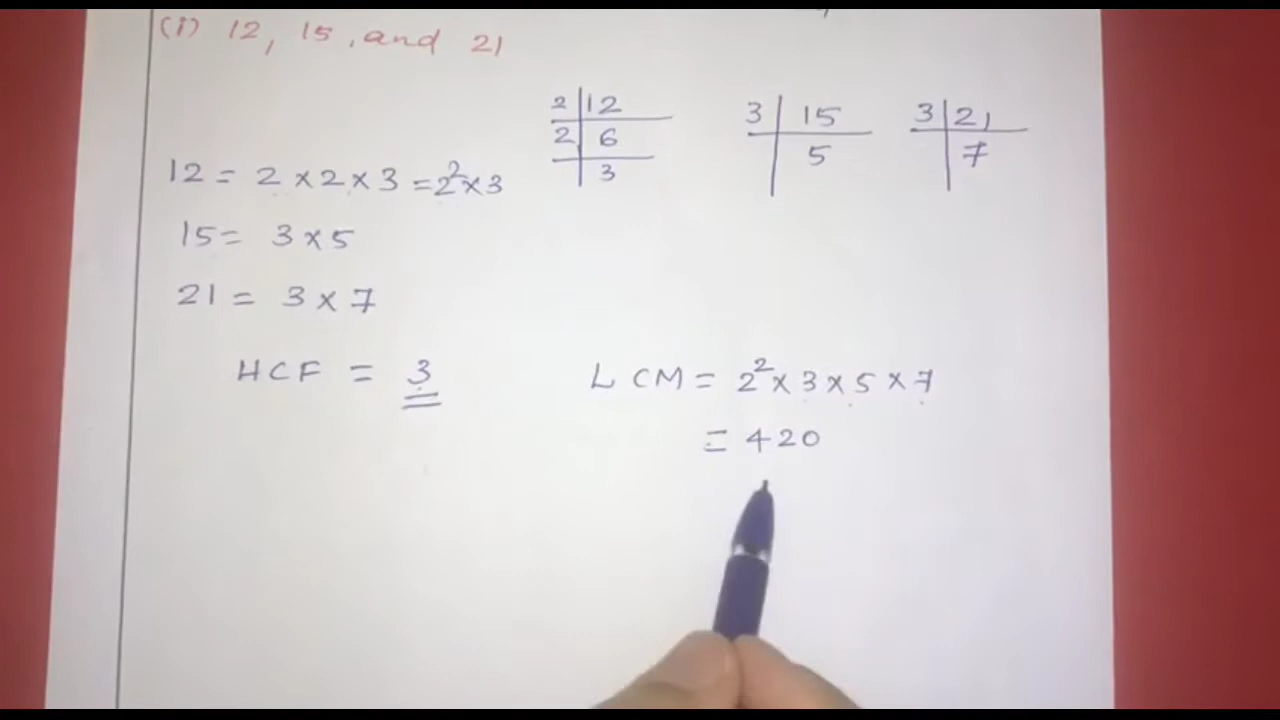 (i) 12, 15, and 21
2 | 12
2 | 6
3
3 | 15
5
3 | 21
7
12 = 2 × 2 × 3 = 2² × 3
15 = 3 × 5
21 = 3 × 7
HCF = 3
LCM = 2² × 3 × 5 × 7
= 420